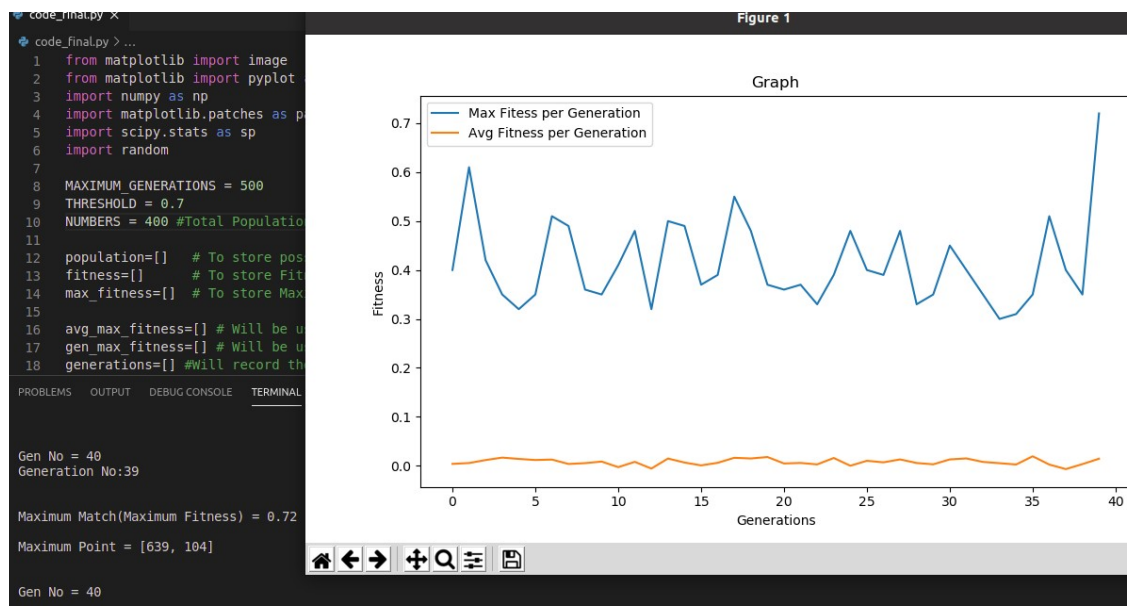 code_final.py ×
code_final.py > ...
1 from matplotlib import image
2 from matplotlib import pyplot
3 import numpy as np
4 import matplotlib.patches as
5 import scipy.stats as sp
6 import random
7
8 MAXIMUM_GENERATIONS = 500
9 THRESHOLD = 0.7
10 NUMBERS = 400 #Total Population
11
12 population=[] # To store
13 fitness=[] # To store
14 max_fitness=[] # To store
15
16 avg_max_fitness=[] # Will be
17 gen_max_fitness=[] # Will be
18 generations=[] #Will record
PROBLEMS OUTPUT DEBUG CONSOLE TERMINAL
Gen No = 40
Generation No:39
Maximum Match(Maximum Fitness) = 0.72
Maximum Point = [639, 104]
Gen No = 40
Figure 1
Graph
Max Fitess per Generation
Avg Fitness per Generation
Fitness
0.7
0.6
0.5
0.4
0.3
0.2
0.1
0.0
0 5 10 15 20 25 30 35 40
Generations